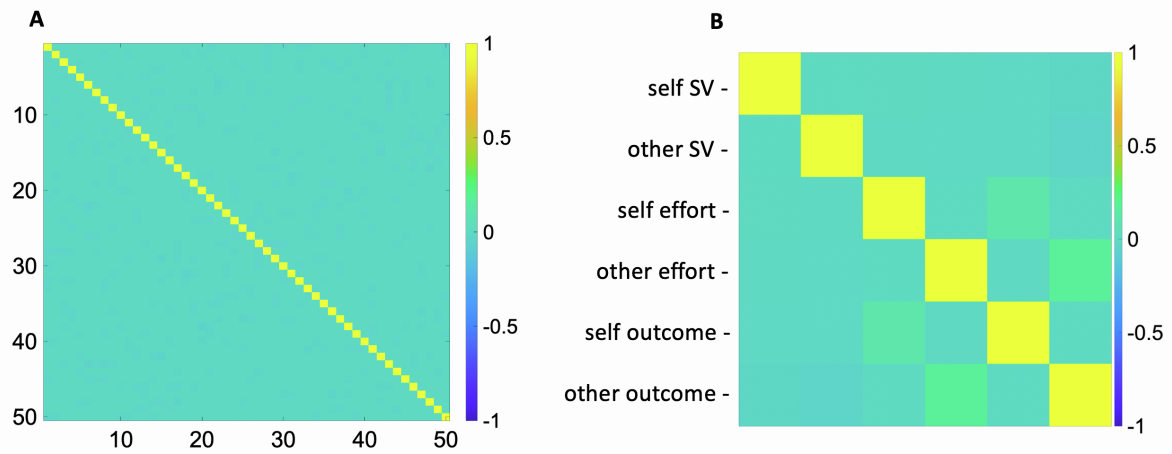 A
B
10
20
30
40
50
10
20
30
40
50
1
0.5
0
-0.5
-1
self SV -
other SV -
self effort -
other effort -
self outcome -
other outcome -
1
0.5
0
-0.5
-1